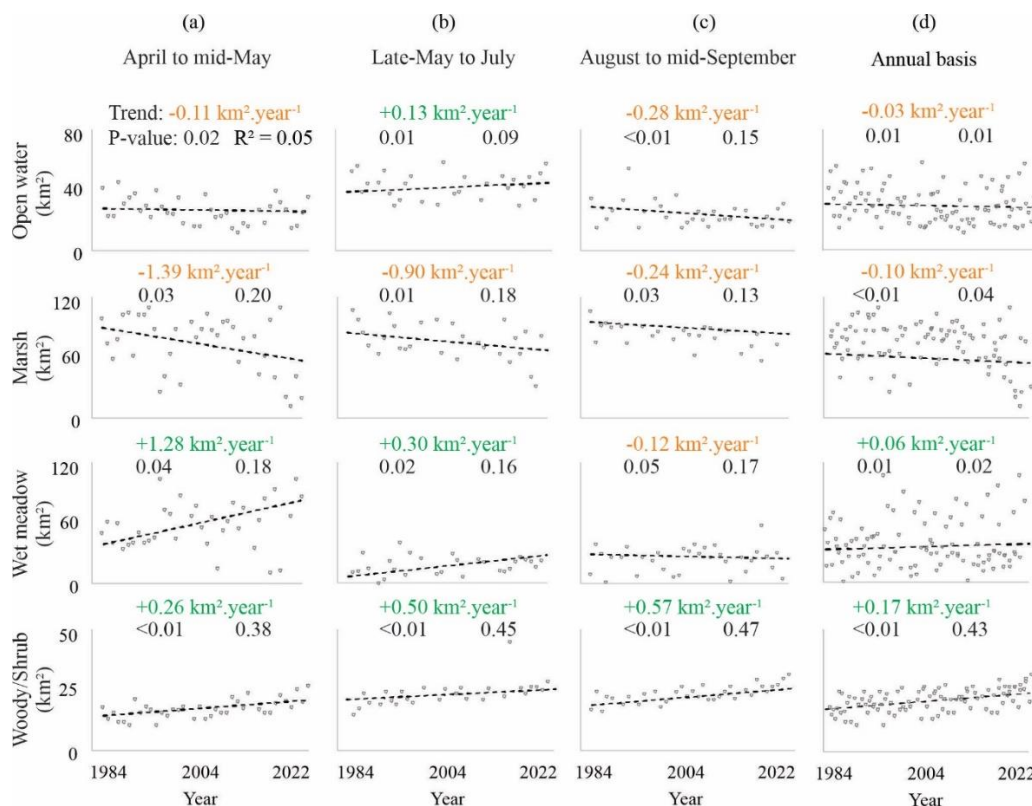 (a) (b) (c) (d)
April to mid-May Late-May to July August to mid-September Annual basis
Trend: -0.11 km².year⁻¹ +0.13 km².year⁻¹ -0.28 km².year⁻¹ -0.03 km².year⁻¹
P-value: 0.02 R² = 0.05 0.01 0.09 <0.01 0.15 0.01 0.01
Open water
(km²)
80
40
0
-1.39 km².year⁻¹ -0.90 km².year⁻¹ -0.24 km².year⁻¹ -0.10 km².year⁻¹
0.03 0.20 0.01 0.18 0.03 0.13 <0.01 0.04
Marsh
(km²)
120
60
0
+1.28 km².year⁻¹ +0.30 km².year⁻¹ -0.12 km².year⁻¹ +0.06 km².year⁻¹
0.04 0.18 0.02 0.16 0.05 0.17 0.01 0.02
Wet meadow
(km²)
120
60
0
+0.26 km².year⁻¹ +0.50 km².year⁻¹ +0.57 km².year⁻¹ +0.17 km².year⁻¹
<0.01 0.38 <0.01 0.45 <0.01 0.47 <0.01 0.43
Woody/Shrub
(km²)
50
25
0
1984 2004 2022 1984 2004 2022 1984 2004 2022 1984 2004 2022
Year Year Year Year